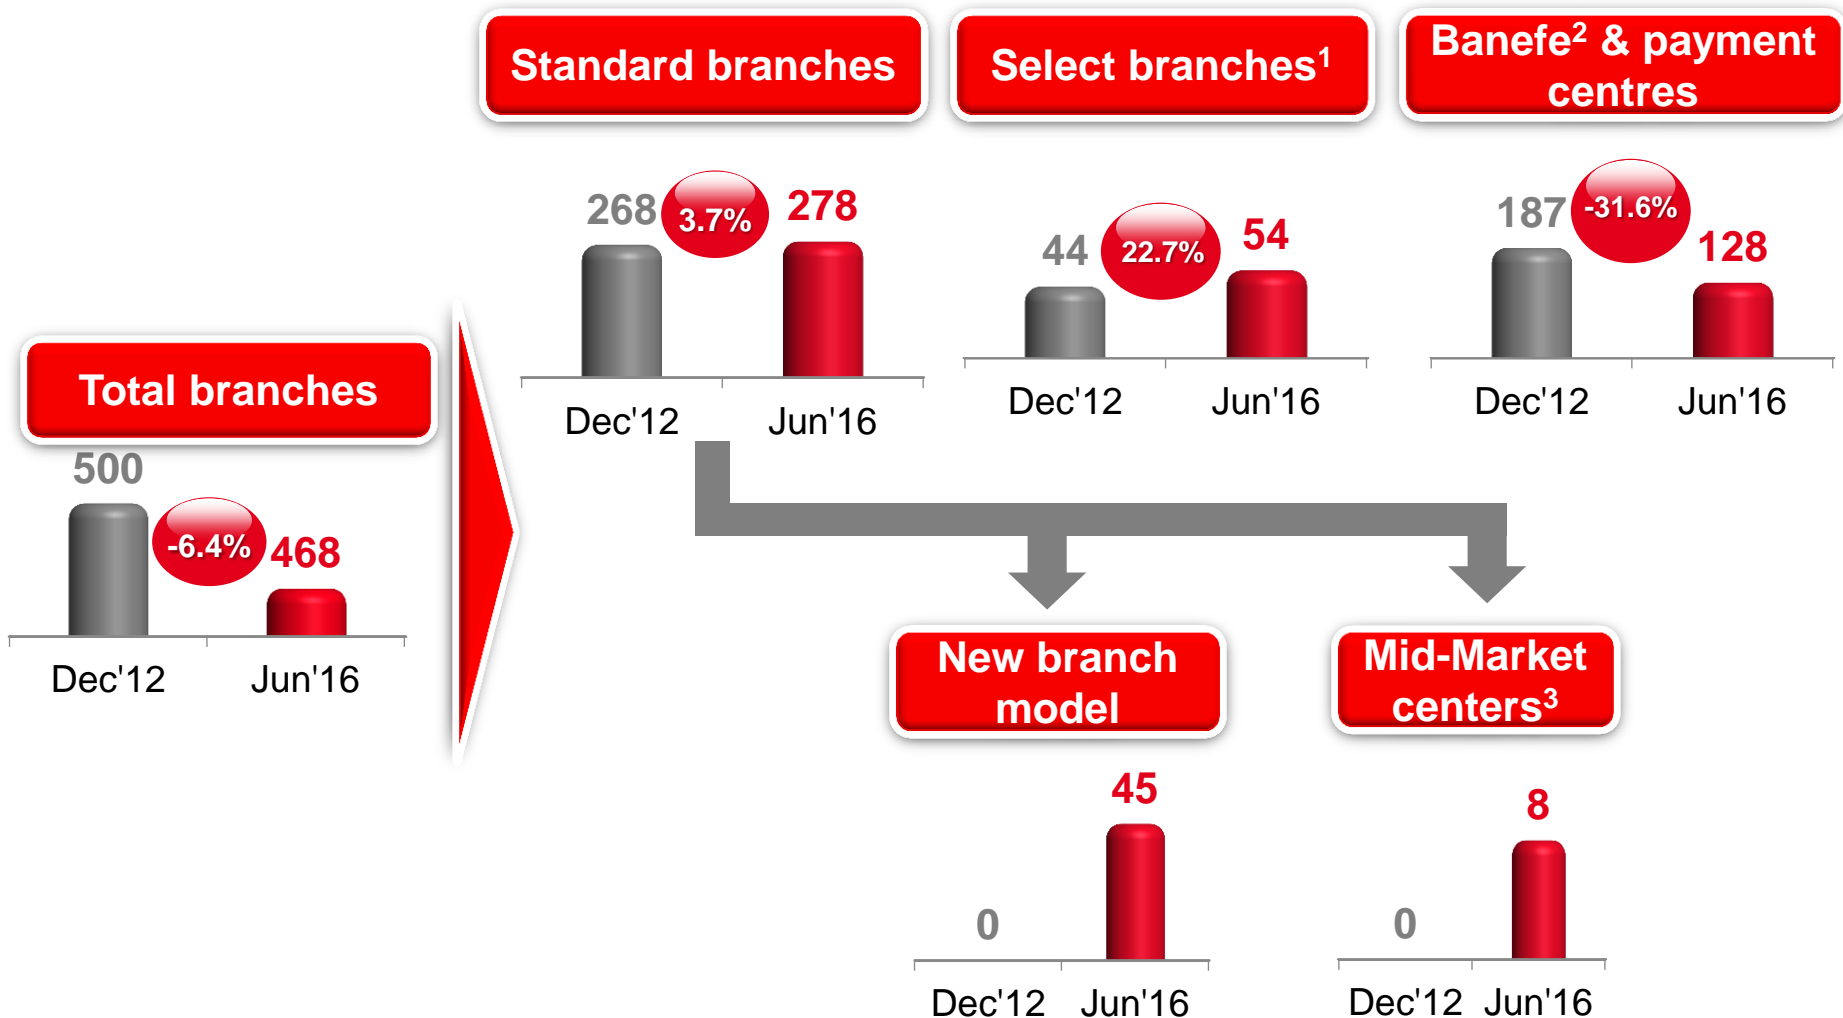 Standard branches
Select branches¹
Banefe² & payment
centres
268
3.7%
278
Dec'12
Jun'16
44
22.7%
54
Dec'12
Jun'16
187
-31.6%
128
Dec'12
Jun'16
Total branches
500
-6.4%
468
Dec'12
Jun'16
New branch
model
0
45
Dec'12
Jun'16
Mid-Market
centers³
0
8
Dec'12
Jun'16